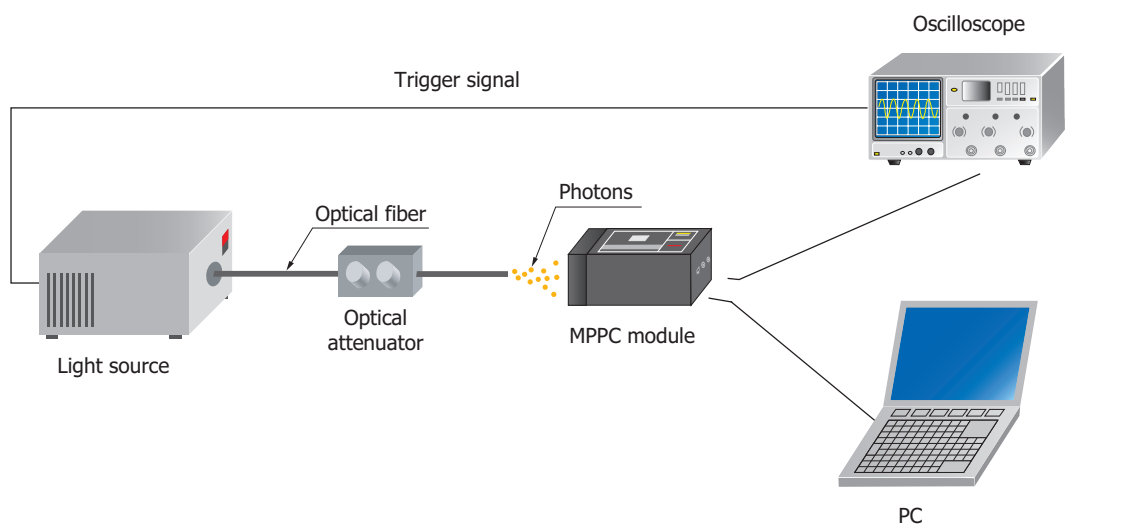 Oscilloscope
Trigger signal
Photons
Optical fiber
Optical
attenuator
MPPC module
Light source
PC